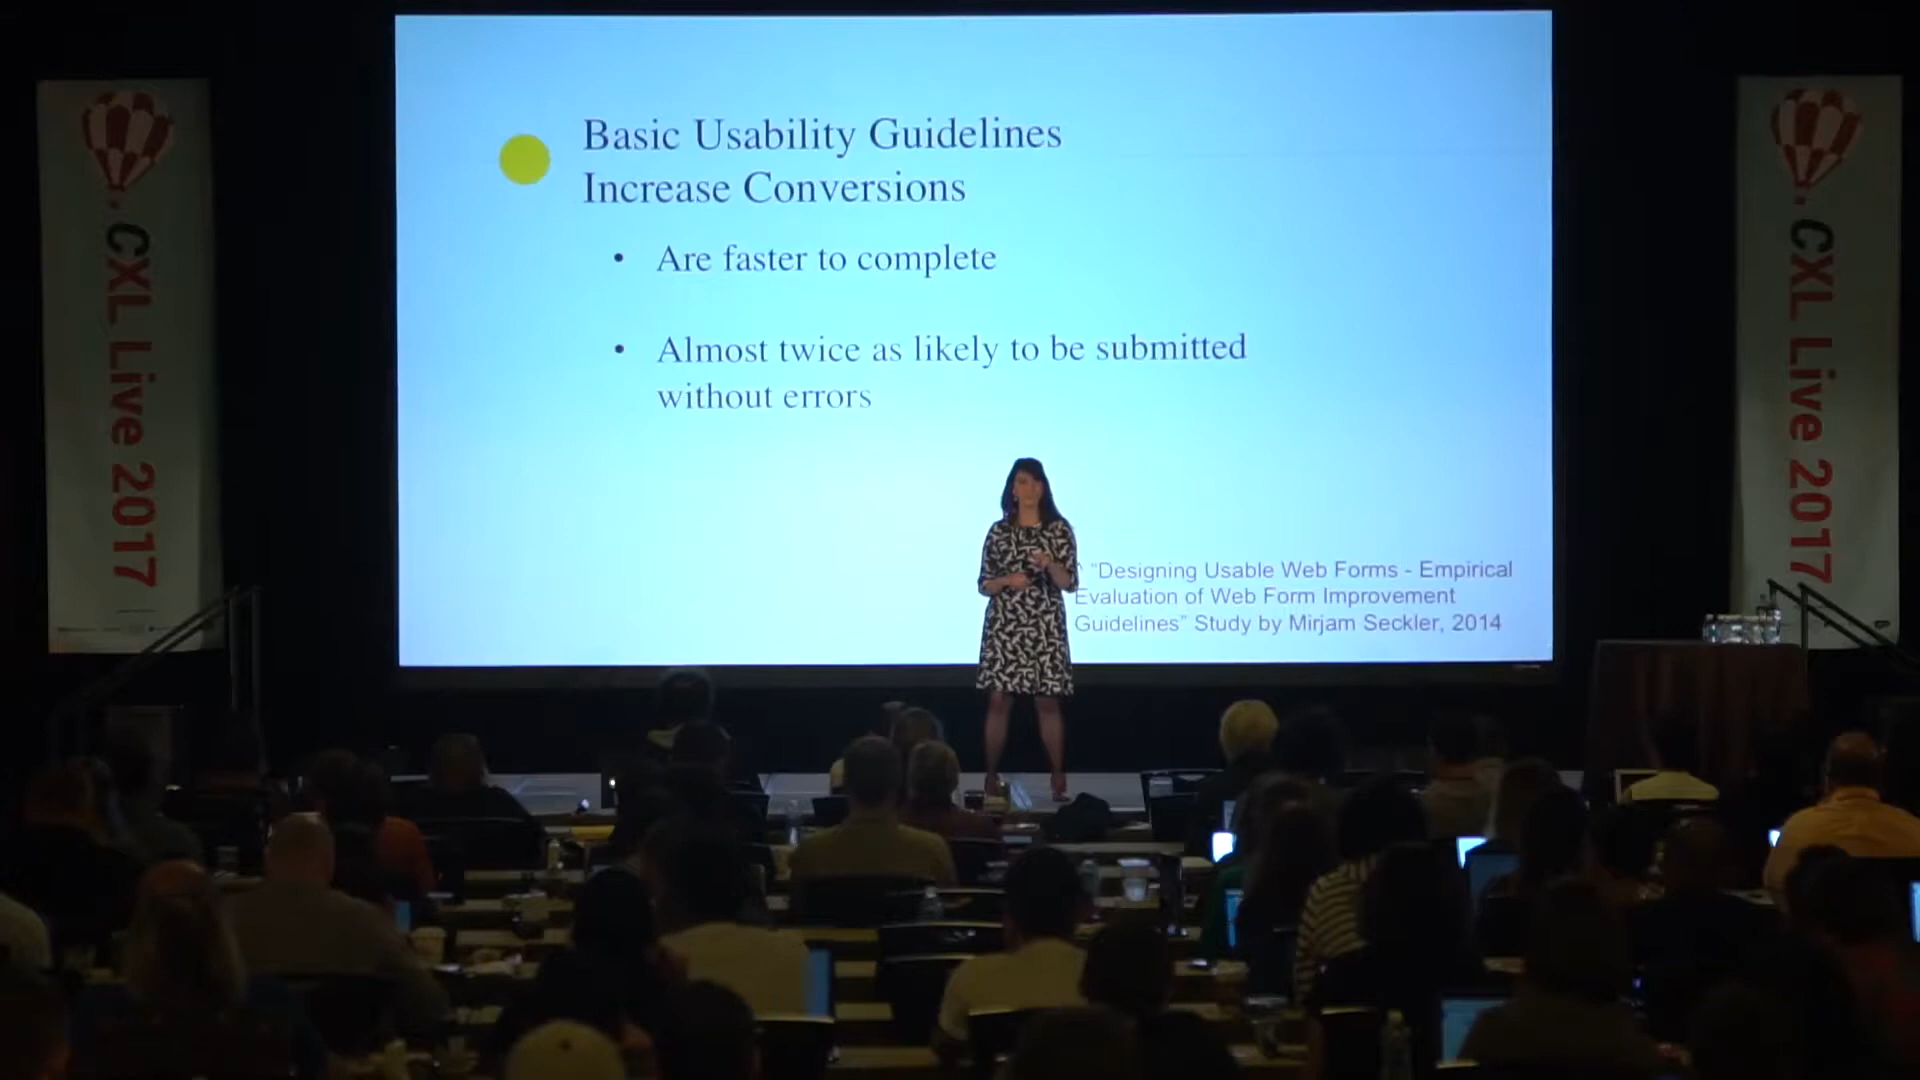 Basic Usability Guidelines
Increase Conversions
• Are faster to complete
• Almost twice as likely to be submitted
without errors
"Designing Usable Web Forms - Empirical
Evaluation of Web Form Improvement
Guidelines" Study by Mirjam Seckler, 2014
CXL Live 2017
CXL Live 2017